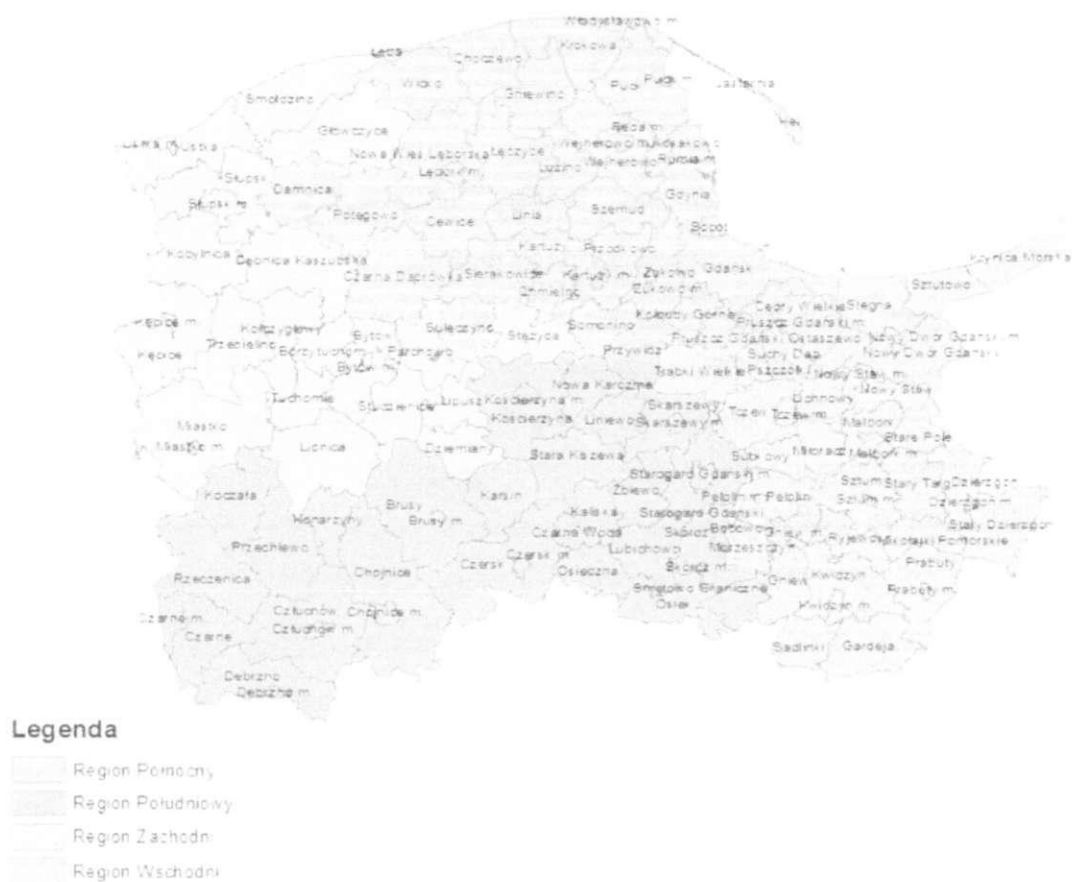 Władysławowo m.
Krokowa
Łeba
Choczewo
Puck m.
Wicko
Puck
Jastarnia
Gniewino
Smołdzino
Hel
Reda m.
Główczyce
Ustka m. Ustka
Nowa Wieś Lęborska Łęczyce
Luzino Wejherowo Rumia m.
Lębork m.
Słupsk
Damnica
Gdynia
Słupsk m.
Potęgowo Cewice Linia Szemud
Sopot
Kartuzy Przodkowo
Kobylnica Dębnica Kaszubska
Krynica Morska
Czarna Dąbrówka Sierakowice Kartuzy m. Żukowo Gdańsk
Chmielno Żukowo m.
Sztutowo
Cedry Wielkie Stegna
Kolbudy Górne
Kępice m.
Kołczygłowy
Bytów Sulęczyno Stężyca Somonino
Pruszcz Gdański m.
Trzebielino
Pruszcz Gdański Ostaszewo Nowy Dwór Gdański m.
Kępice
Borzytuchom Parchowo
Przywidz
Suchy Dąb Nowy Dwór Gdański
Bytów m.
Trąbki Wielkie Pszczółki Nowy Staw m.
Nowa Karczma
Nowy Staw
Tuchomie
Studzienice Lipusz Kościerzyna m.
Skarszewy
Lichnowy
Tczew Tczew m.
Kościerzyna Liniewo Skarszewy m.
Malbork
Miastko
Stare Pole
Miastko m. Lipnica Dziemiany
Miłoradz Malbork m.
Stara Kiszewa
Subkowy
Starogard Gdański m.
Sztum Stary Targ Dzierzgoń
Koczała
Karsin
Zblewo
Pelplin m. Pelplin
Sztum m.
Dzierzgoń m.
Brusy
Konarzyny
Brusy m.
Kaliska Starogard Gdański
Stary Dzierzgoń
Czarna Woda Skórcz Bobowo Gniew m. Ryjewo Mikołajki Pomorskie
Przechlewo
Lubichowo Morzeszczyn
Czersk m.
Prabuty
Czersk
Chojnice
Osieczna
Skórcz m.
Rzeczenica
Gniew Kwidzyn
Smętowo Graniczne
Prabuty m.
Osiek
Kwidzyn m.
Czarne m.
Człuchów Chojnice m.
Człuchów m.
Czarne
Sadlinki Gardeja
Debrzno
Debrzno m.
Legenda
Region Północny
Region Południowy
Region Zachodni
Region Wschodni